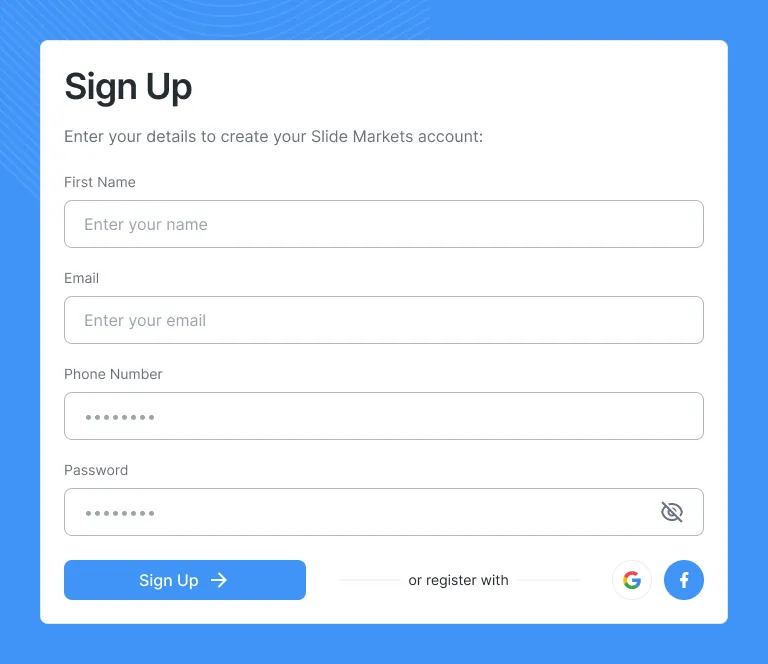 Sign Up
Enter your details to create your Slide Markets account:
First Name
Enter your name
Email
Enter your email
Phone Number
••••••••
Password
••••••••
Sign Up →
or register with
G f